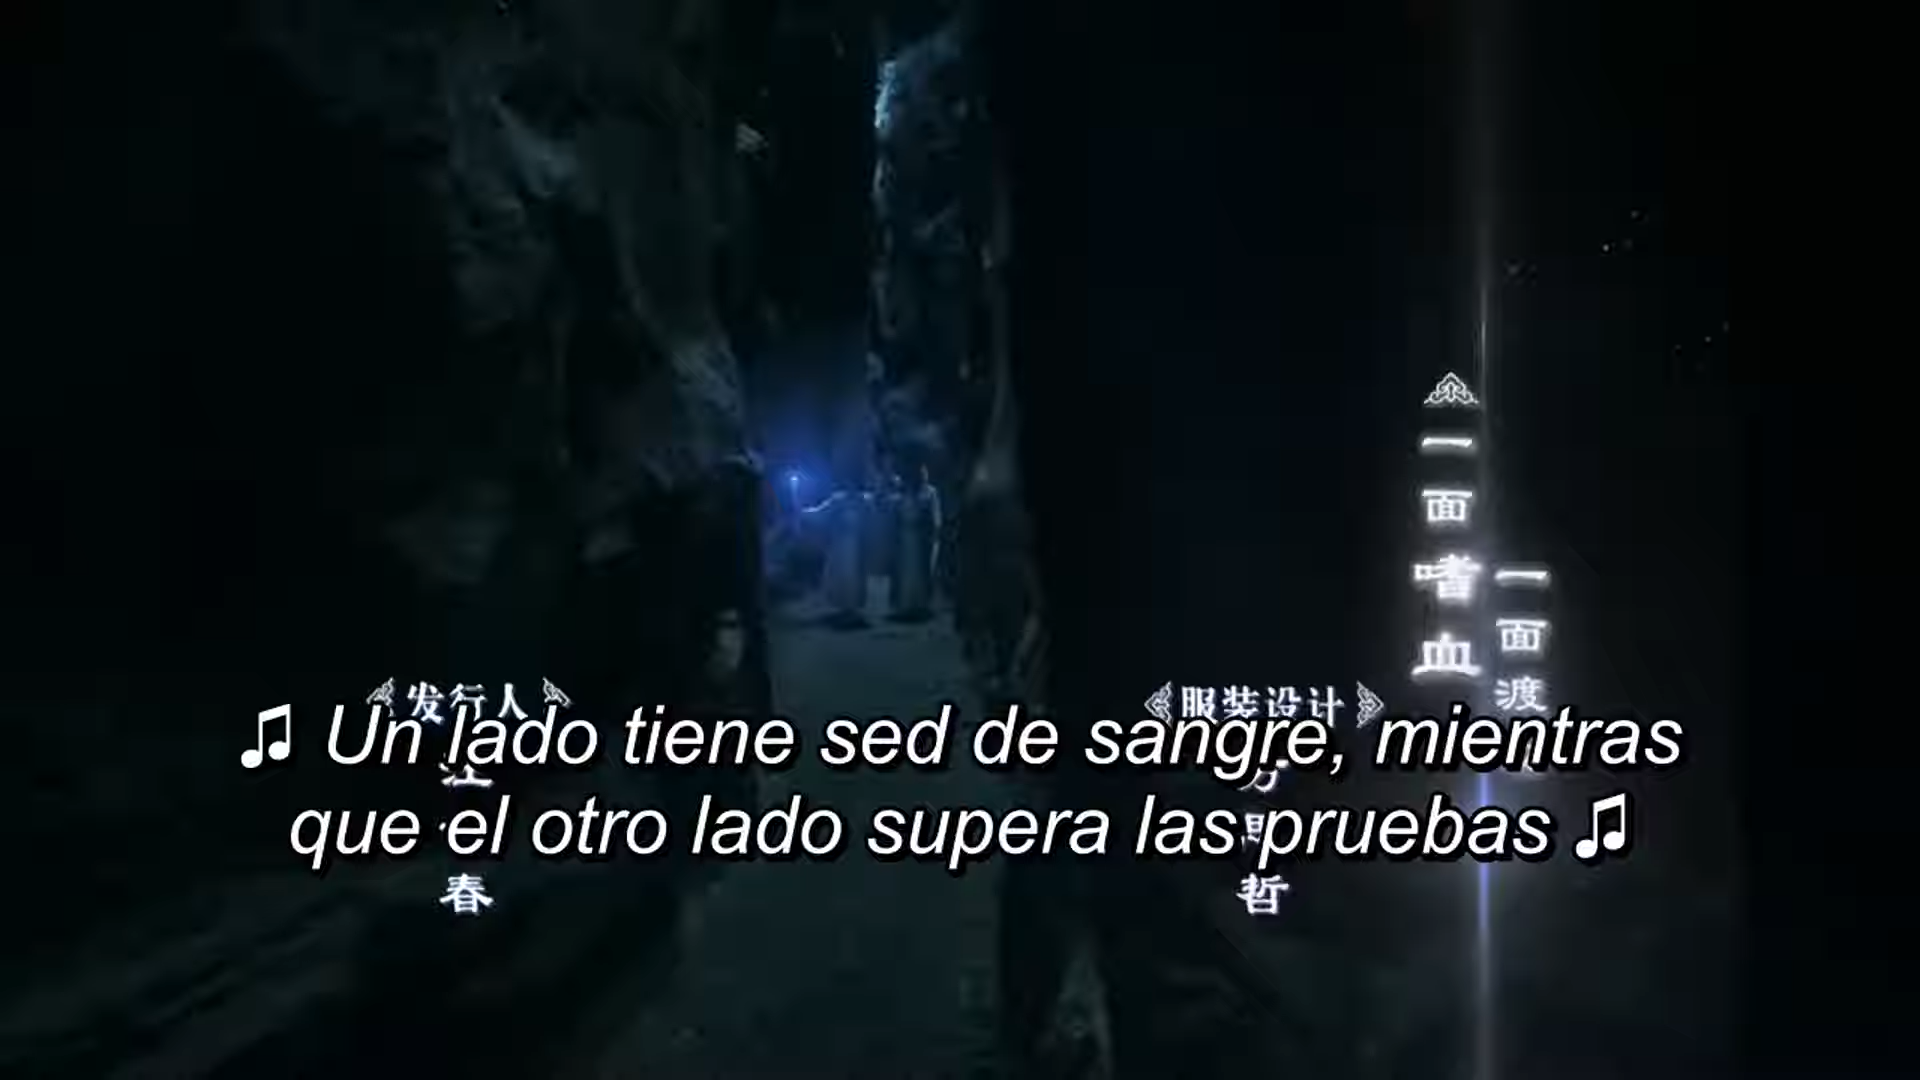 一面嗜血
一面渡
发行人
春
服装设计
哲
♫ Un lado tiene sed de sangre, mientras
que el otro lado supera las pruebas ♫